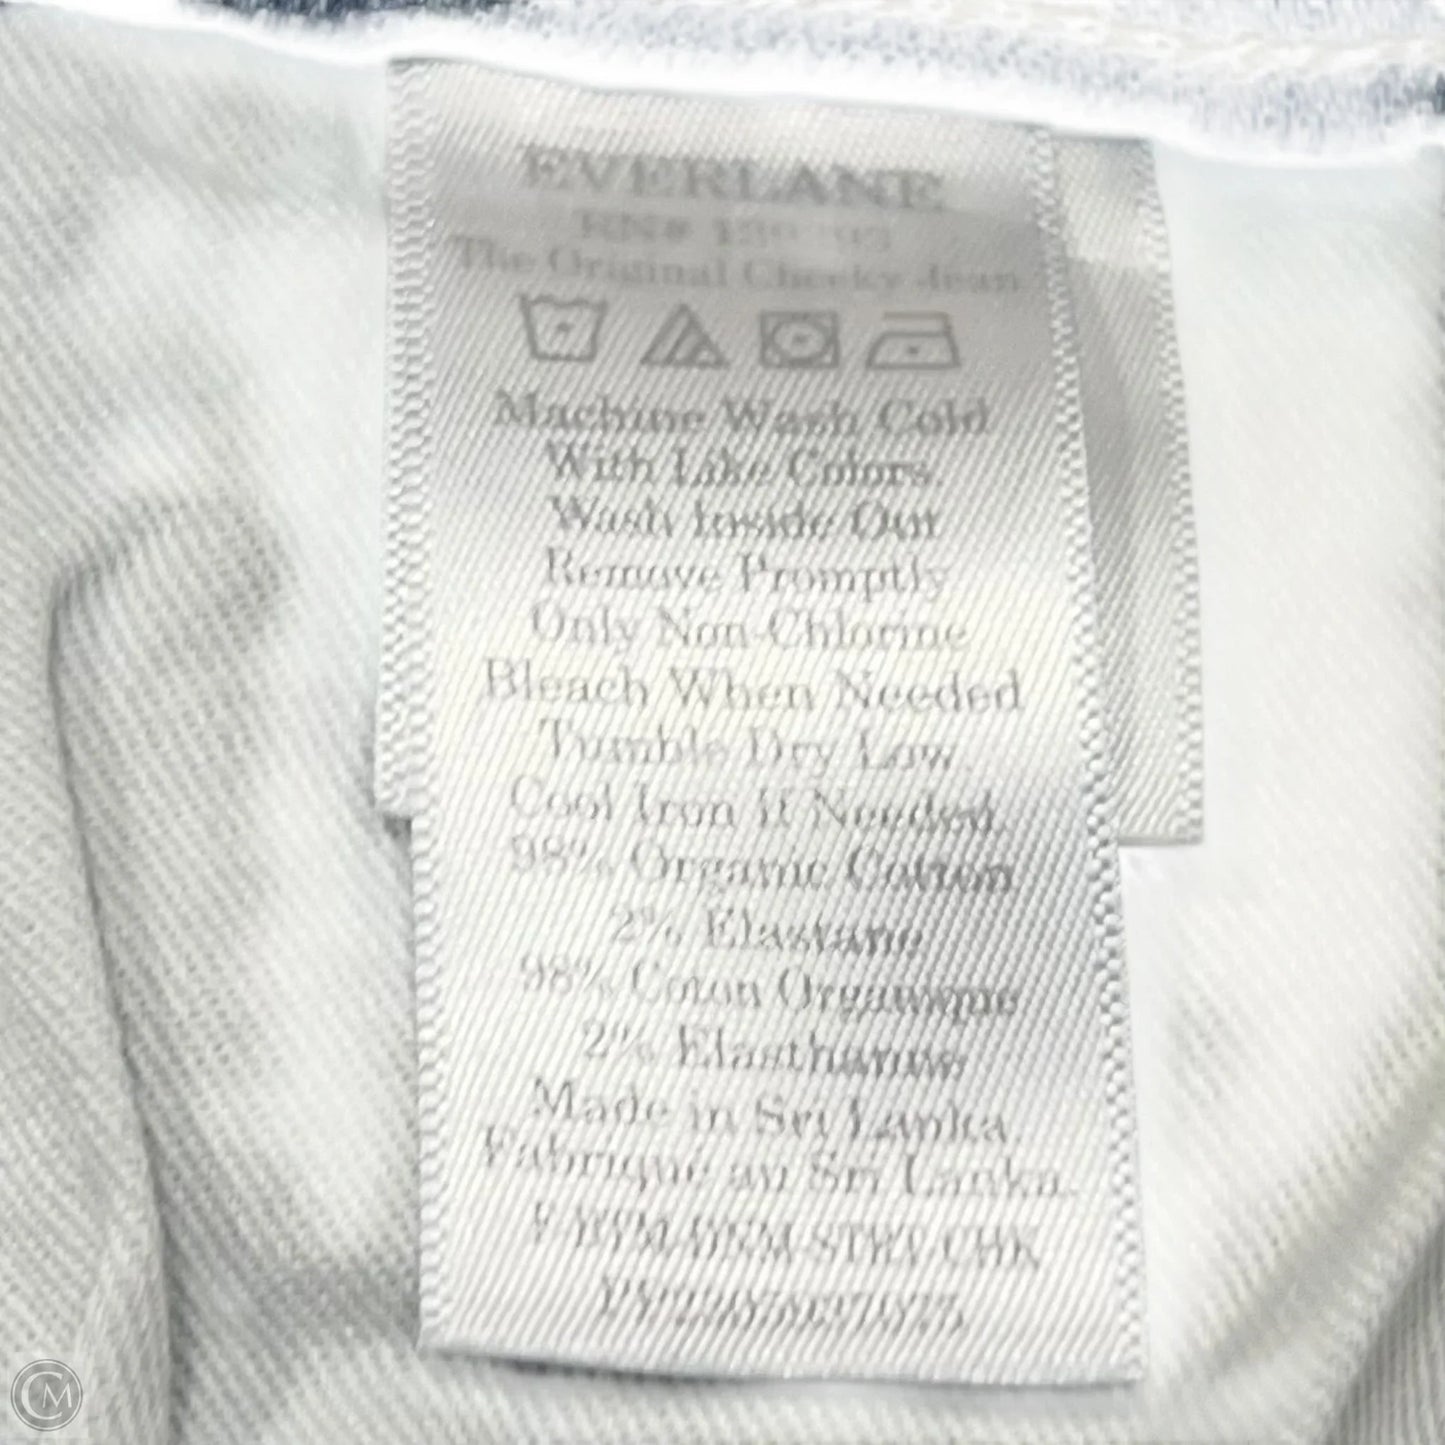 EVERLANE
RN#
The Original Cheeky Jean
Machine Wash Cold
With Like Colors.
Wash Inside Out
Remove Promptly
Only Non-Chlorine
Bleach When Needed
Tumble Dry Low.
Cool Iron If Needed.
98% Organic Cotton
2% Elastane
98% Coton Organique
2% Elasthanne
Made in Sri Lanka.
Fabriqué au Sri Lanka.
CM